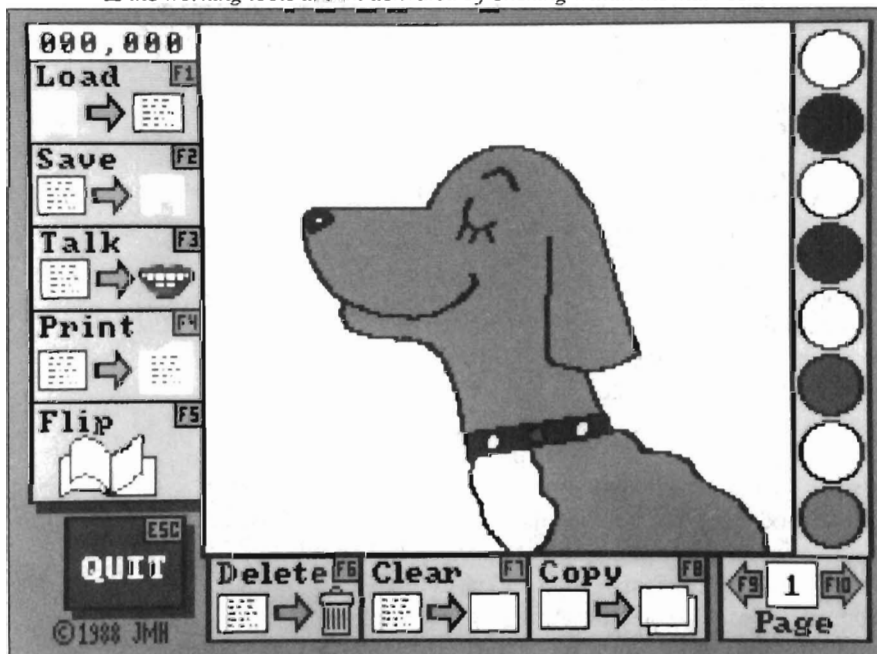 000,000
Load F1
Save F2
Talk F3
Print F4
Flip F5
ESC
QUIT
©1988 JMH
Delete F6
Clear F7
Copy F8
F9 1 F10
Page